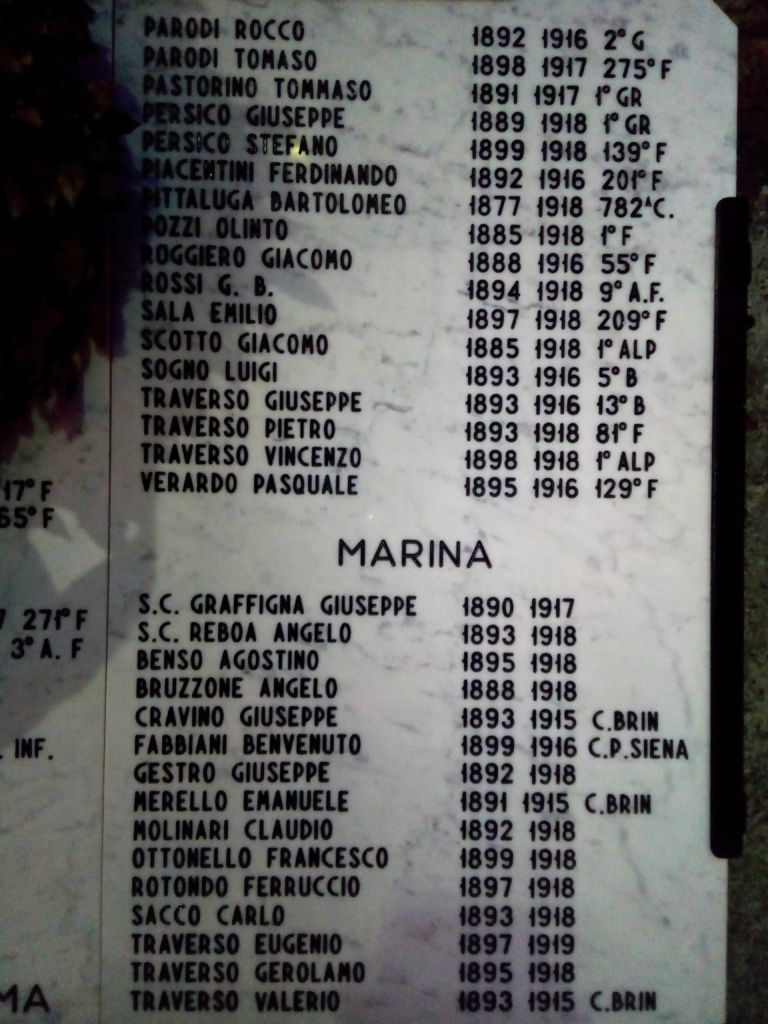 PARODI ROCCO 1892 1916 2° G
PARODI TOMASO 1898 1917 275° F
PASTORINO TOMMASO 1891 1917 1° GR
PERSICO GIUSEPPE 1889 1918 1° GR
PERSICO STEFANO 1899 1918 139° F
PIACENTINI FERDINANDO 1892 1916 201° F
PITTALUGA BARTOLOMEO 1877 1918 782ᴬ C.
POZZI OLINTO 1885 1918 1° F
ROGGIERO GIACOMO 1888 1916 55° F
ROSSI G. B. 1894 1918 9° A.F.
SALA EMILIO 1897 1918 209° F
SCOTTO GIACOMO 1885 1918 1° ALP
SOGNO LUIGI 1893 1916 5° B
TRAVERSO GIUSEPPE 1893 1916 13° B
TRAVERSO PIETRO 1893 1918 81° F
TRAVERSO VINCENZO 1898 1918 1° ALP
VERARDO PASQUALE 1895 1916 129° F
MARINA
S.C. GRAFFIGNA GIUSEPPE 1890 1917
S.C. REBOA ANGELO 1893 1918
BENSO AGOSTINO 1895 1918
BRUZZONE ANGELO 1888 1918
CRAVINO GIUSEPPE 1893 1915 C.BRIN
FABBIANI BENVENUTO 1899 1916 C.P.SIENA
GESTRO GIUSEPPE 1892 1918
MERELLO EMANUELE 1891 1915 C.BRIN
MOLINARI CLAUDIO 1892 1918
OTTONELLO FRANCESCO 1899 1918
ROTONDO FERRUCCIO 1897 1918
SACCO CARLO 1893 1918
TRAVERSO EUGENIO 1897 1919
TRAVERSO GEROLAMO 1895 1918
TRAVERSO VALERIO 1893 1915 C.BRIN
17° F
65° F
7 271° F
3° A. F
. INF.
MA